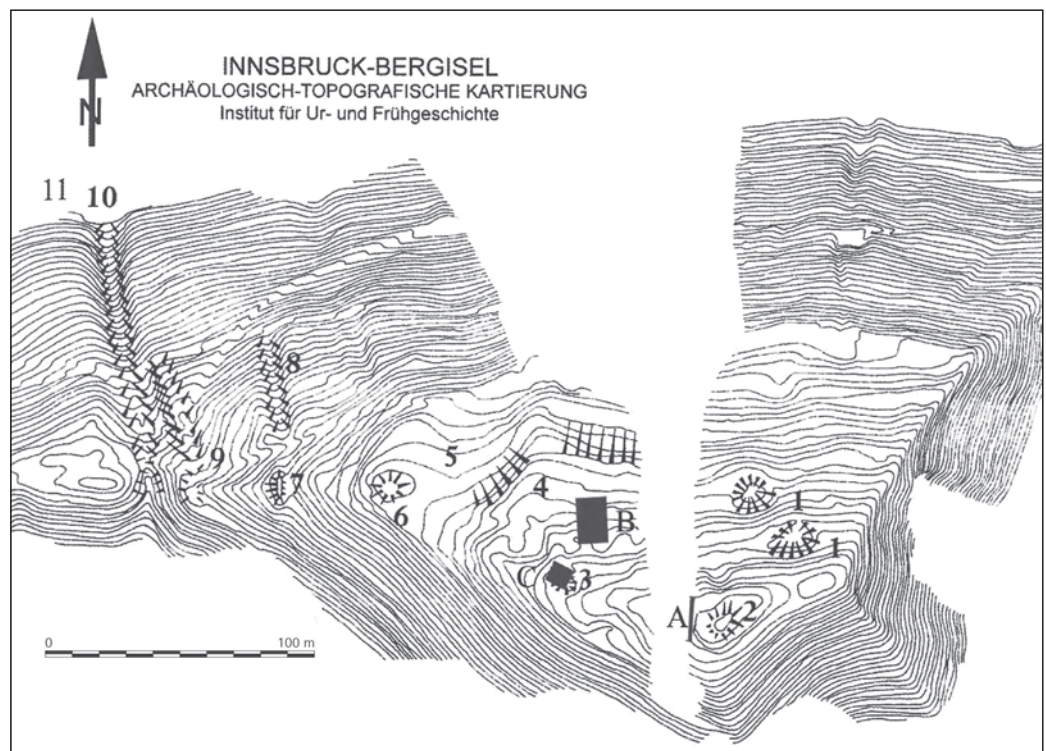 INNSBRUCK-BERGISEL
ARCHÄOLOGISCH-TOPOGRAFISCHE KARTIERUNG
Institut für Ur- und Frühgeschichte
N
11 10
8
9
7
5
6
4
B
1
1
C 3
A 2
0 100 m